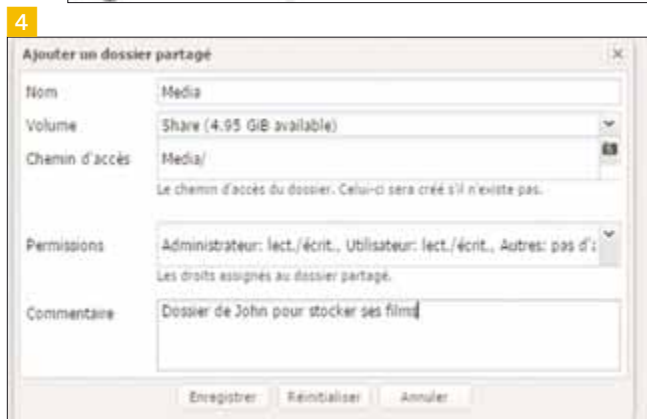 4
Ajouter un dossier partagé
Nom Media
Volume Share (4.95 GiB available)
Chemin d'accès Media/
Le chemin d'accès du dossier. Celui-ci sera créé s'il n'existe pas.
Permissions Administrateur: lect./écrit., Utilisateur: lect./écrit., Autres: pas d'a
Les droits assignés au dossier partagé.
Commentaire Dossier de John pour stocker ses films
Enregistrer Réinitialiser Annuler